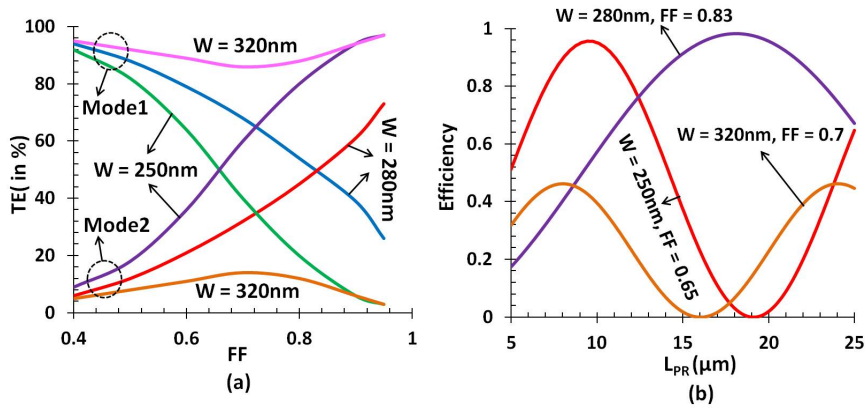 100
80
60
40
20
0
TE( in %)
W = 320nm
Mode1
W = 250nm
W = 280nm
Mode2
W = 320nm
0.4
0.6
0.8
1
FF
(a)
W = 280nm, FF = 0.83
1
0.8
0.6
0.4
0.2
0
Efficiency
W = 320nm, FF = 0.7
W = 250nm, FF = 0.65
5
10
15
20
25
LPR (μm)
(b)